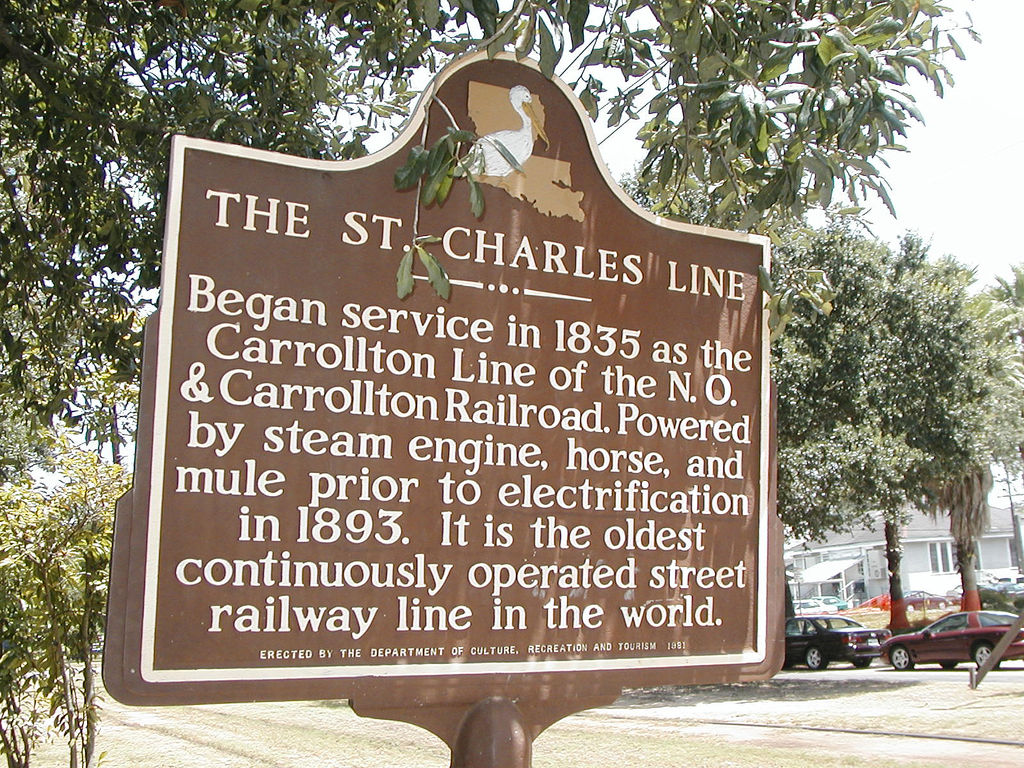 THE ST. CHARLES LINE
Began service in 1835 as the
Carrollton Line of the N. O.
& Carrollton Railroad. Powered
by steam engine, horse, and
mule prior to electrification
in 1893. It is the oldest
continuously operated street
railway line in the world.
ERECTED BY THE DEPARTMENT OF CULTURE, RECREATION AND TOURISM 1981